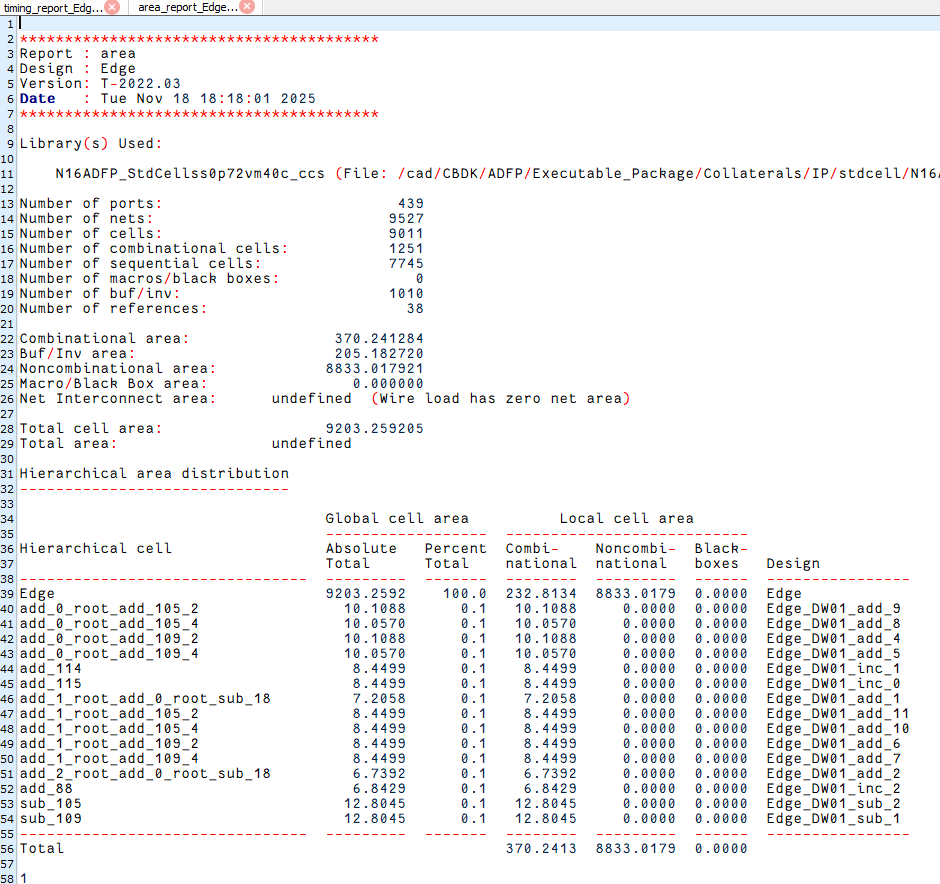 timing_report_Edg... area_report_Edge...
1
2 ****************************************
3 Report : area
4 Design : Edge
5 Version: T-2022.03
6 Date   : Tue Nov 18 18:18:01 2025
7 ****************************************
8
9 Library(s) Used:
10
11     N16ADFP_StdCellss0p72vm40c_ccs (File: /cad/CBDK/ADFP/Executable_Package/Collaterals/IP/stdcell/N16
12
13 Number of ports:                          439
14 Number of nets:                          9527
15 Number of cells:                         9011
16 Number of combinational cells:           1251
17 Number of sequential cells:              7745
18 Number of macros/black boxes:               0
19 Number of buf/inv:                       1010
20 Number of references:                      38
21
22 Combinational area:                370.241284
23 Buf/Inv area:                      205.182720
24 Noncombinational area:            8833.017921
25 Macro/Black Box area:                0.000000
26 Net Interconnect area:      undefined  (Wire load has zero net area)
27
28 Total cell area:                  9203.259205
29 Total area:                 undefined
30
31 Hierarchical area distribution
32 ------------------------------
33
34                                   Global cell area          Local cell area
35                                   ------------------  ---------------------------
36 Hierarchical cell                 Absolute   Percent  Combi-    Noncombi-  Black-
37                                   Total      Total    national  national   boxes   Design
38 --------------------------------  ---------  -------  --------  ---------  ------  ----------------
39 Edge                              9203.2592    100.0  232.8134  8833.0179  0.0000  Edge
40 add_0_root_add_105_2                10.1088      0.1   10.1088     0.0000  0.0000  Edge_DW01_add_9
41 add_0_root_add_105_4                10.0570      0.1   10.0570     0.0000  0.0000  Edge_DW01_add_8
42 add_0_root_add_109_2                10.1088      0.1   10.1088     0.0000  0.0000  Edge_DW01_add_4
43 add_0_root_add_109_4                10.0570      0.1   10.0570     0.0000  0.0000  Edge_DW01_add_5
44 add_114                              8.4499      0.1    8.4499     0.0000  0.0000  Edge_DW01_inc_1
45 add_115                              8.4499      0.1    8.4499     0.0000  0.0000  Edge_DW01_inc_0
46 add_1_root_add_0_root_sub_18         7.2058      0.1    7.2058     0.0000  0.0000  Edge_DW01_add_1
47 add_1_root_add_105_2                 8.4499      0.1    8.4499     0.0000  0.0000  Edge_DW01_add_11
48 add_1_root_add_105_4                 8.4499      0.1    8.4499     0.0000  0.0000  Edge_DW01_add_10
49 add_1_root_add_109_2                 8.4499      0.1    8.4499     0.0000  0.0000  Edge_DW01_add_6
50 add_1_root_add_109_4                 8.4499      0.1    8.4499     0.0000  0.0000  Edge_DW01_add_7
51 add_2_root_add_0_root_sub_18         6.7392      0.1    6.7392     0.0000  0.0000  Edge_DW01_add_2
52 add_88                               6.8429      0.1    6.8429     0.0000  0.0000  Edge_DW01_inc_2
53 sub_105                             12.8045      0.1   12.8045     0.0000  0.0000  Edge_DW01_sub_2
54 sub_109                             12.8045      0.1   12.8045     0.0000  0.0000  Edge_DW01_sub_1
55 --------------------------------  ---------  -------  --------  ---------  ------  ----------------
56 Total                                                 370.2413  8833.0179  0.0000
57
58 1